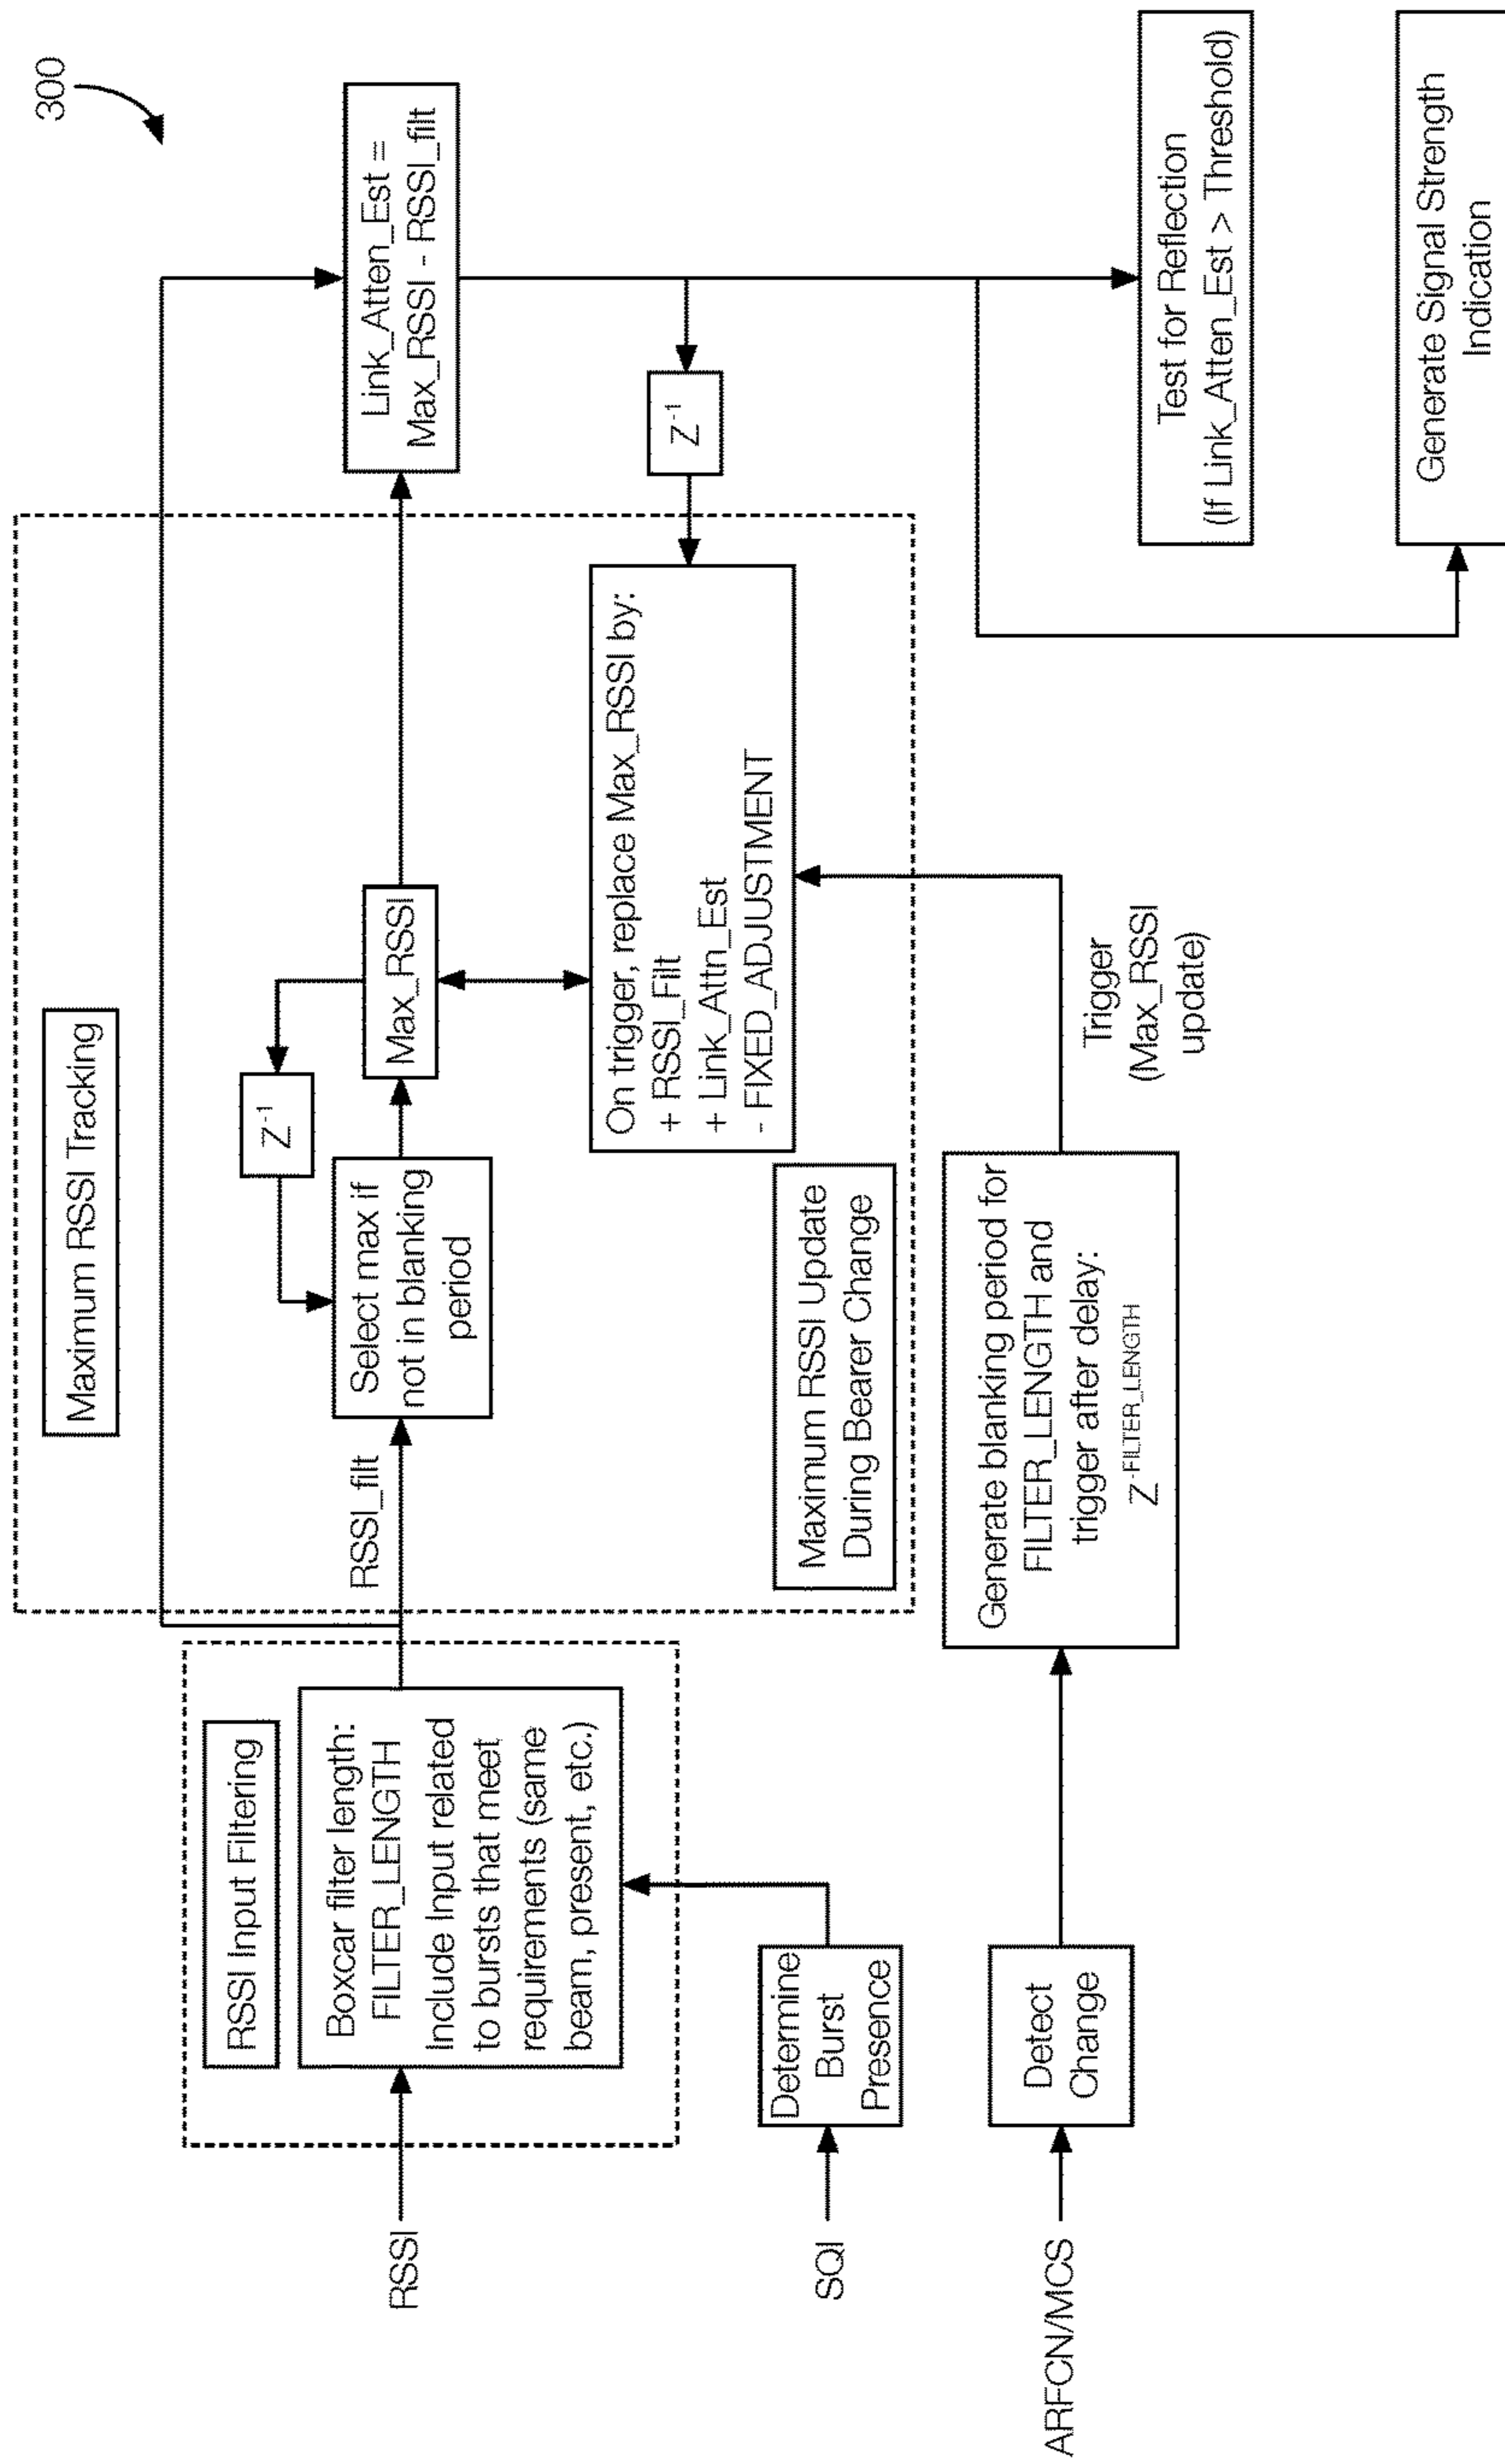 300
Maximum RSSI Tracking
RSSI Input Filtering
RSSI
Boxcar filter length:
FILTER_LENGTH
Include Input related
to bursts that meet
requirements (same
beam, present, etc.)
RSSI_filt
Select max if
not in blanking
period
Z-1
Max_RSSI
Link_Atten_Est =
Max_RSSI - RSSI_filt
Z-1
On trigger, replace Max_RSSI by:
+ RSSI_Filt
+ Link_Attn_Est
- FIXED_ADJUSTMENT
Maximum RSSI Update
During Bearer Change
SQI
Determine
Burst
Presence
ARFCN/MCS
Detect
Change
Generate blanking period for
FILTER_LENGTH and
trigger after delay:
Z-FILTER_LENGTH
Trigger
(Max_RSSI
update)
Test for Reflection
(If Link_Atten_Est > Threshold)
Generate Signal Strength
Indication